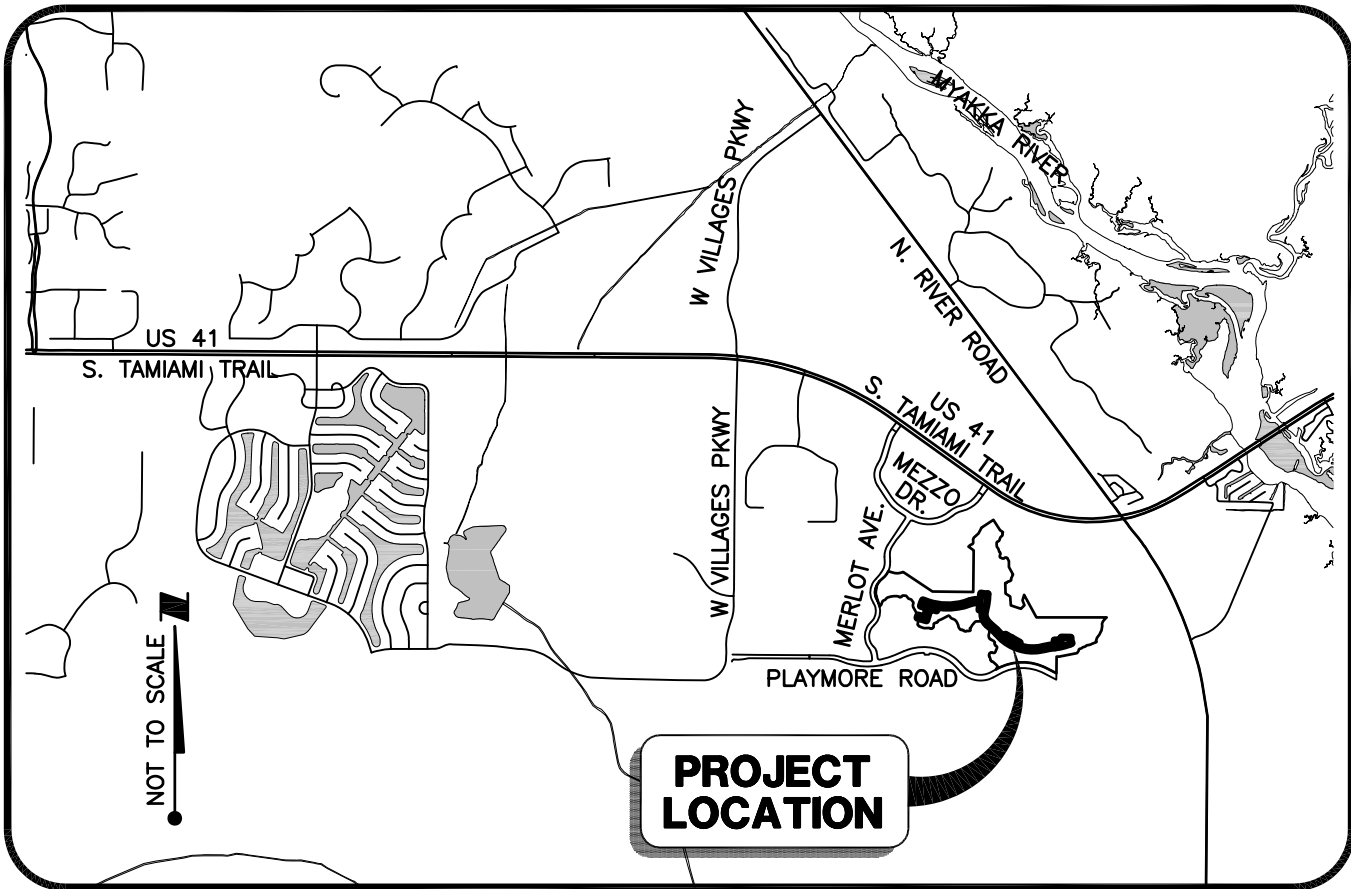 MYAKKA RIVER
W VILLAGES PKWY
N. RIVER ROAD
US 41
S. TAMIAMI TRAIL
US 41
S. TAMIAMI TRAIL
W VILLAGES PKWY
MEZZO
DR.
MERLOT AVE.
PLAYMORE ROAD
N
NOT TO SCALE
PROJECT
LOCATION